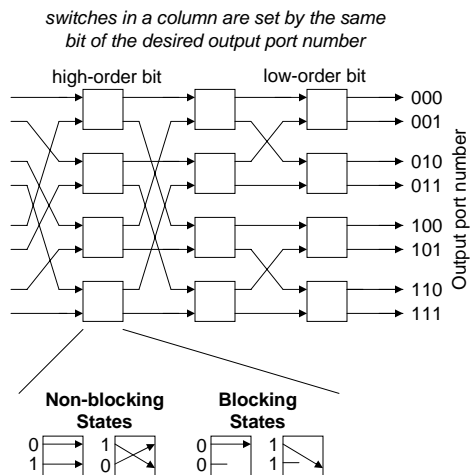 switches in a column are set by the same
bit of the desired output port number
high-order bit
low-order bit
000
001
010
011
100
101
110
111
Output port number
Non-blocking
States
Blocking
States
0 1 0 1
1 0 0 1